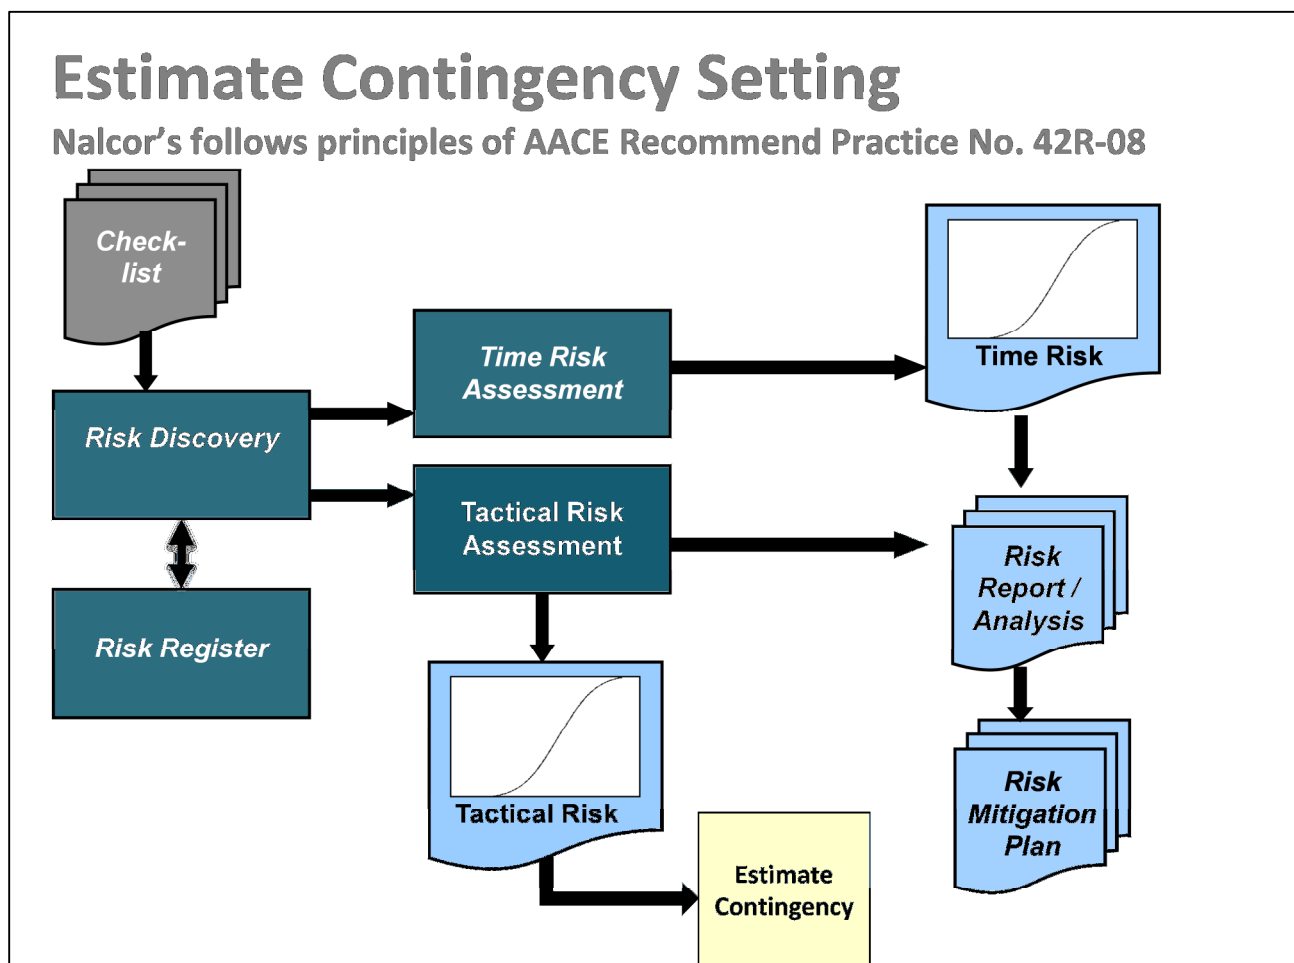 Estimate Contingency Setting
Nalcor's follows principles of AACE Recommend Practice No. 42R-08
Check-
list
Time Risk
Assessment
Time Risk
Risk Discovery
Tactical Risk
Assessment
Risk
Report /
Analysis
Risk Register
Tactical Risk
Risk
Mitigation
Plan
Estimate
Contingency